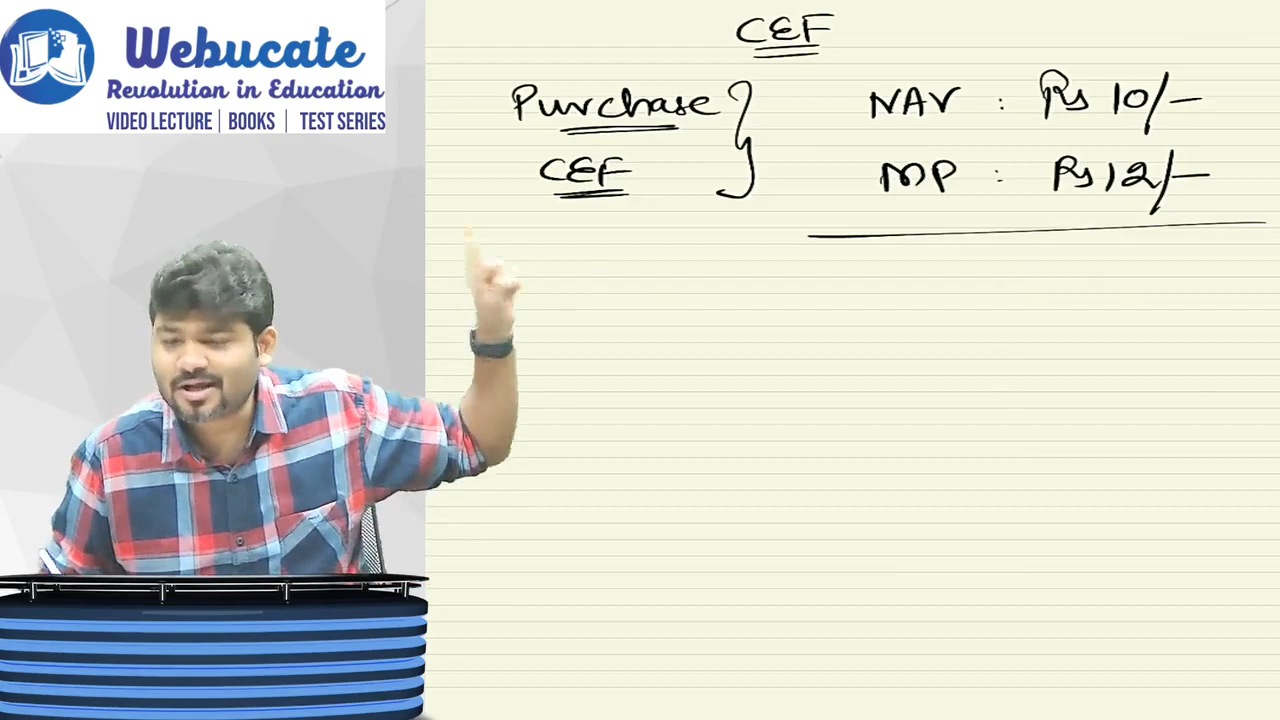 Webucate
Revolution in Education
VIDEO LECTURE | BOOKS | TEST SERIES
CEF
Purchase
CEF
NAV : Rs 10/-
MP : Rs 12/-